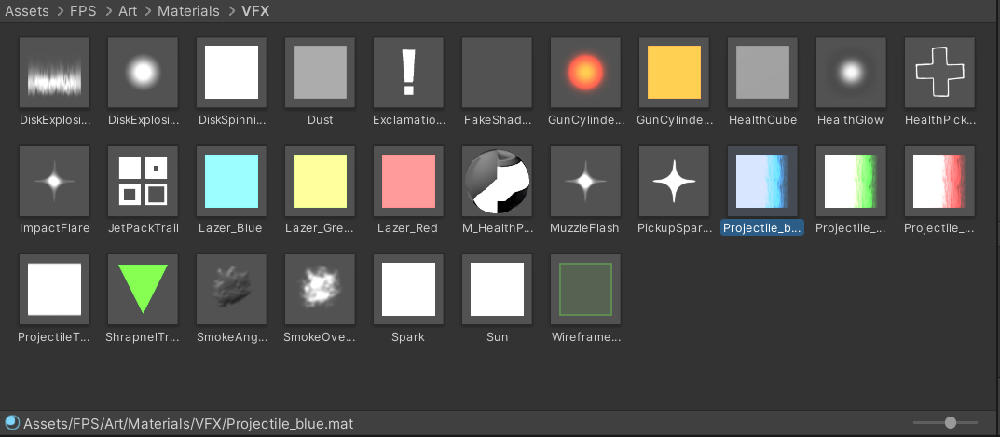 Assets > FPS > Art > Materials > VFX
DiskExplosi... DiskExplosi... DiskSpinni... Dust Exclamatio... FakeShad... GunCylinde... GunCylinde... HealthCube HealthGlow HealthPick...
ImpactFlare JetPackTrail Lazer_Blue Lazer_Gre... Lazer_Red M_HealthP... MuzzleFlash PickupSpar... Projectile_b... Projectile_... Projectile_...
ProjectileT... ShrapnelTr... SmokeAng... SmokeOve... Spark Sun Wireframe...
Assets/FPS/Art/Materials/VFX/Projectile_blue.mat